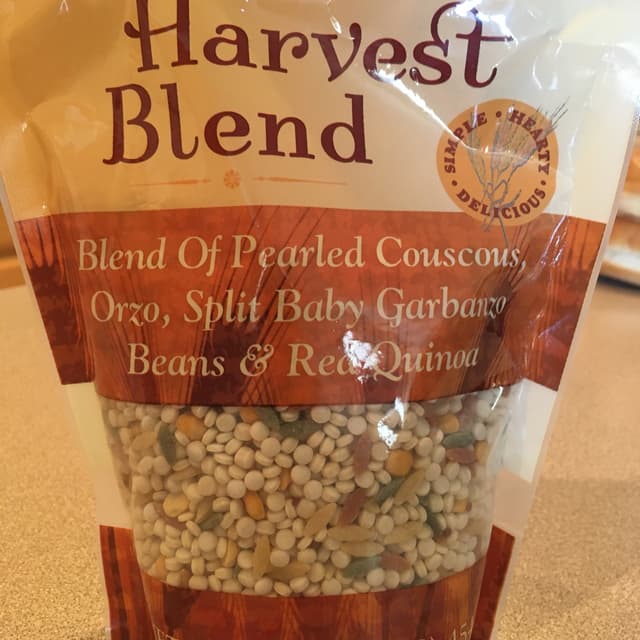 Harvest
Blend
SIMPLE • HEARTY • DELICIOUS •
Blend Of Pearled Couscous,
Orzo, Split Baby Garbanzo
Beans & Red Quinoa